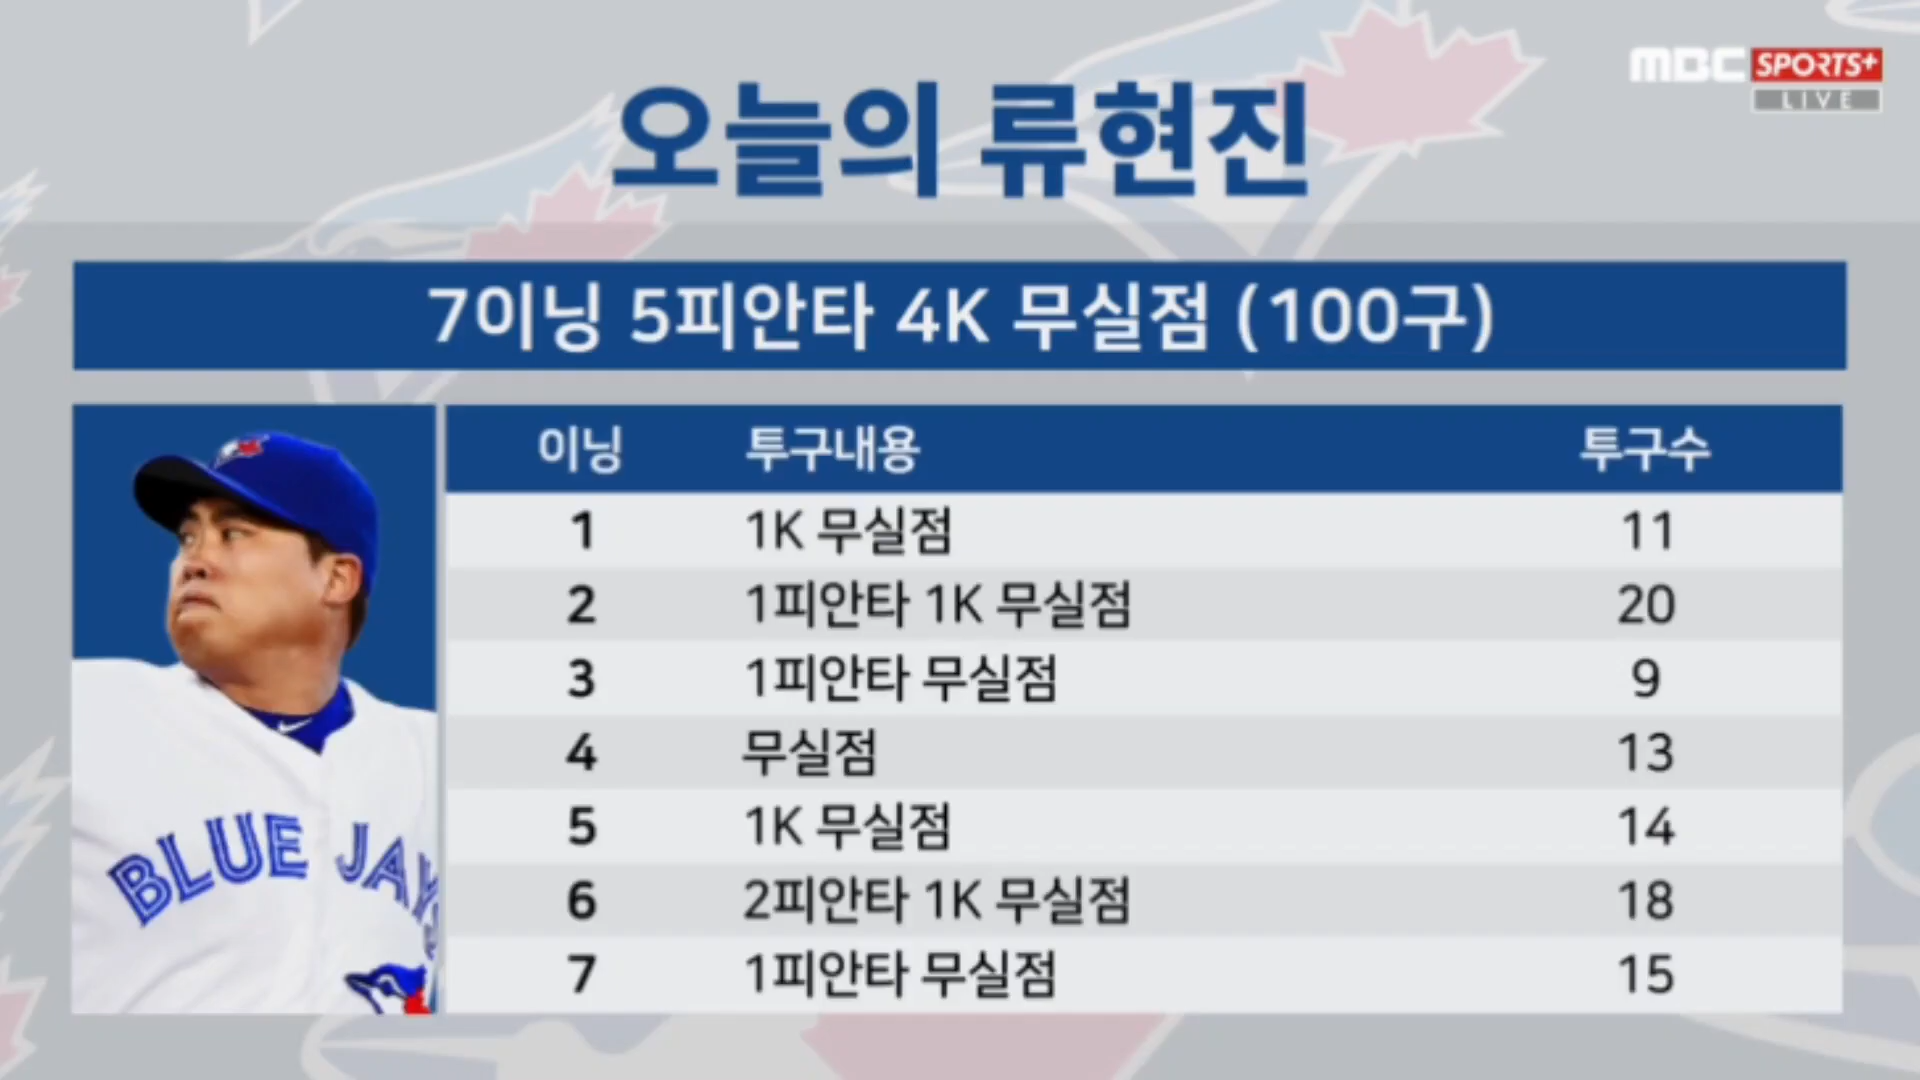 MBC SPORTS+
LIVE
오늘의 류현진
7이닝 5피안타 4K 무실점 (100구)
이닝 투구내용 투구수
1 1K 무실점 11
2 1피안타 1K 무실점 20
3 1피안타 무실점 9
4 무실점 13
5 1K 무실점 14
6 2피안타 1K 무실점 18
7 1피안타 무실점 15
BLUE JAYS